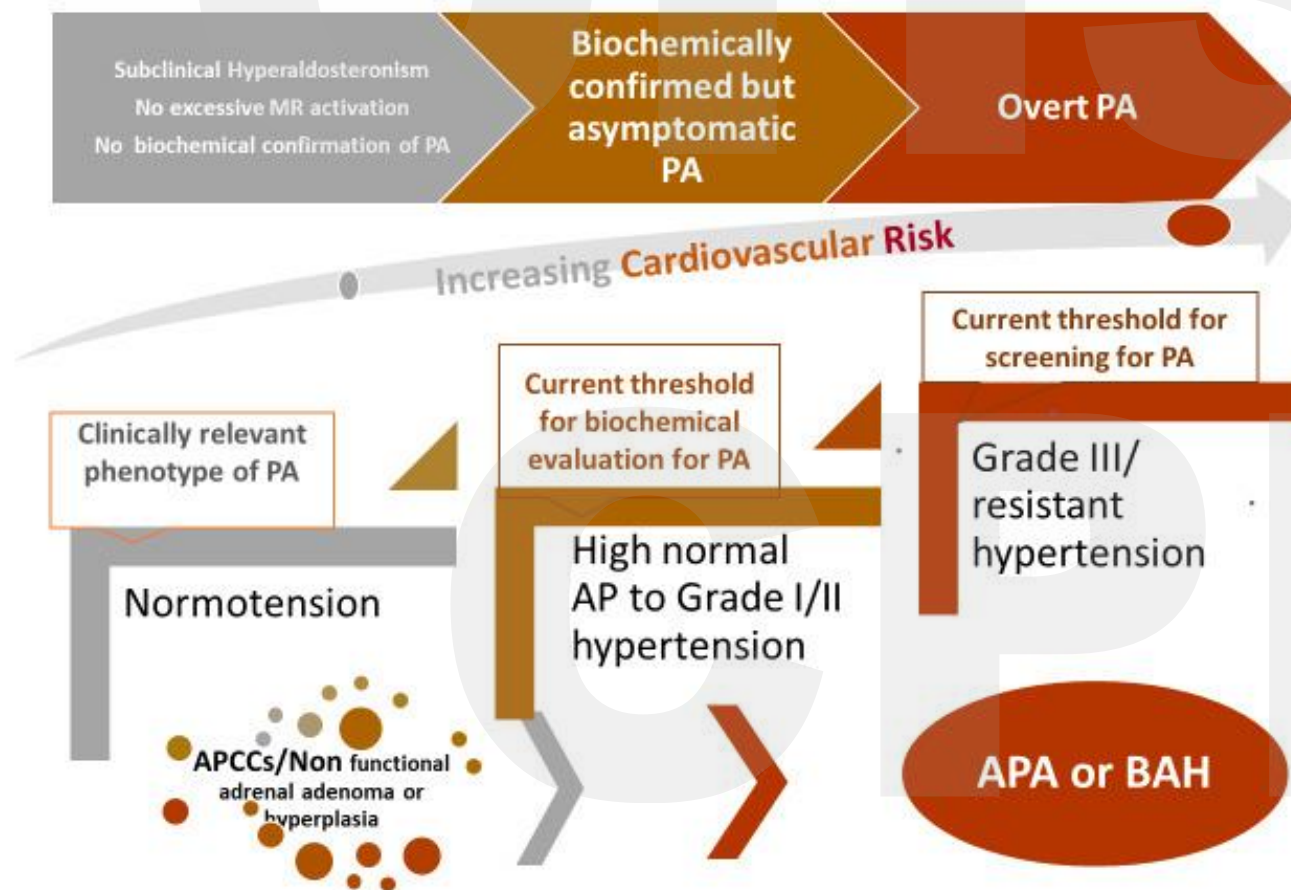 Subclinical Hyperaldosteronism
No excessive MR activation
No biochemical confirmation of PA
Biochemically
confirmed but
asymptomatic
PA
Overt PA
Increasing Cardiovascular Risk
Clinically relevant
phenotype of PA
Current threshold
for biochemical
evaluation for PA
Current threshold for
screening for PA
Normotension
High normal
AP to Grade I/II
hypertension
Grade III/
resistant
hypertension
APCCs/Non functional
adrenal adenoma or
hyperplasia
APA or BAH